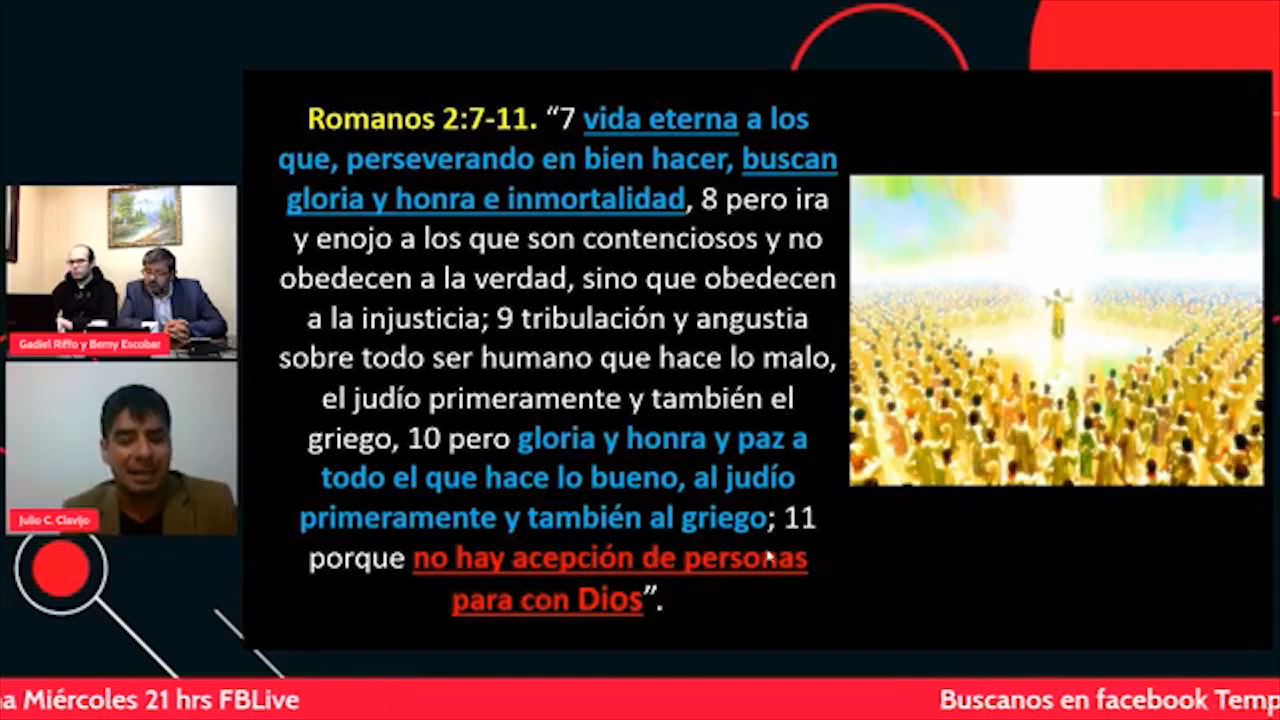 Romanos 2:7-11. “7 vida eterna a los
que, perseverando en bien hacer, buscan
gloria y honra e inmortalidad, 8 pero ira
y enojo a los que son contenciosos y no
obedecen a la verdad, sino que obedecen
a la injusticia; 9 tribulación y angustia
sobre todo ser humano que hace lo malo,
el judío primeramente y también el
griego, 10 pero gloria y honra y paz a
todo el que hace lo bueno, al judío
primeramente y también al griego; 11
porque no hay acepción de personas
para con Dios”.
Gadiel Riffo y Berny Escobar
Julio C. Clavijo
Miércoles 21 hrs FBLive
Buscanos en facebook